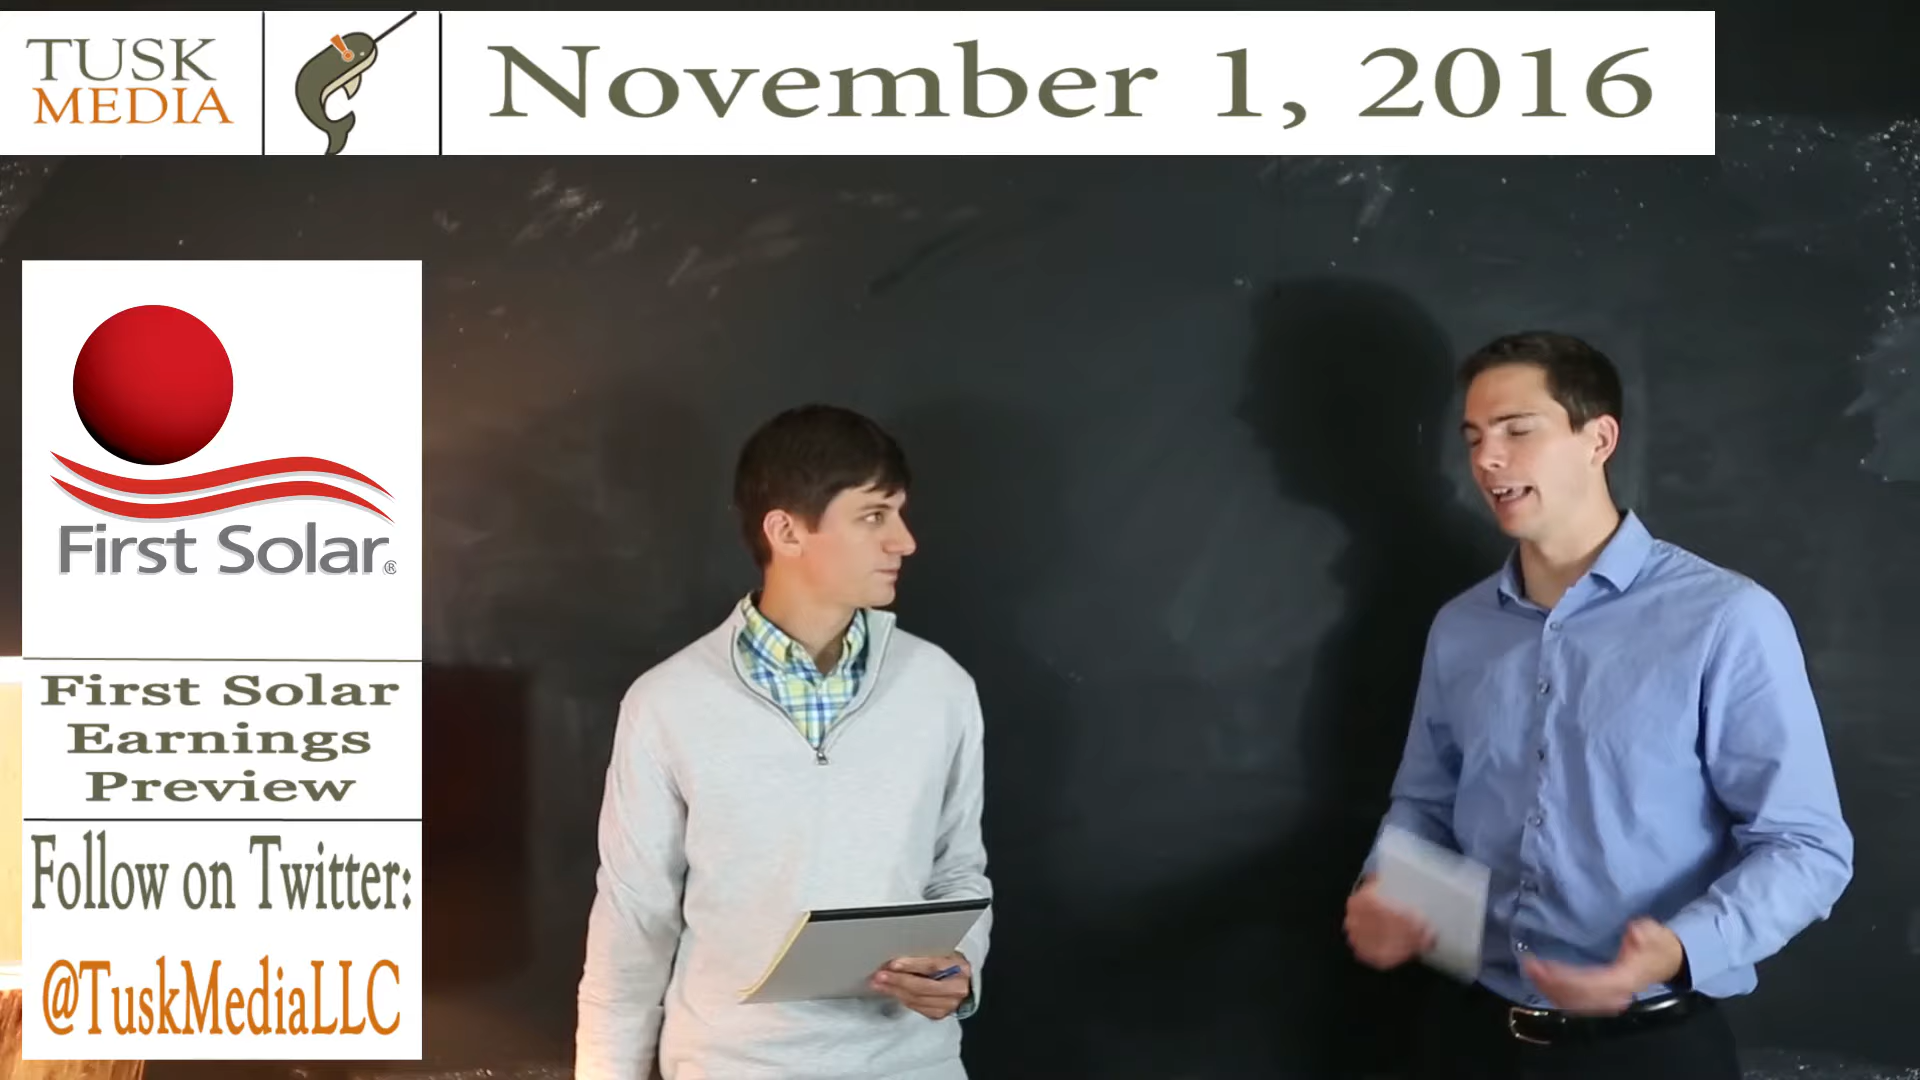 TUSK
MEDIA
November 1, 2016
First Solar®
First Solar
Earnings
Preview
Follow on Twitter:
@TuskMediaLLC